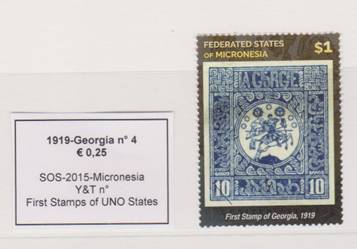 1919-Georgia n° 4
€ 0,25
SOS-2015-Micronesia
Y&T n°
First Stamps of UNO States
FEDERATED STATES
OF MICRONESIA
$1
10
10
First Stamp of Georgia, 1919